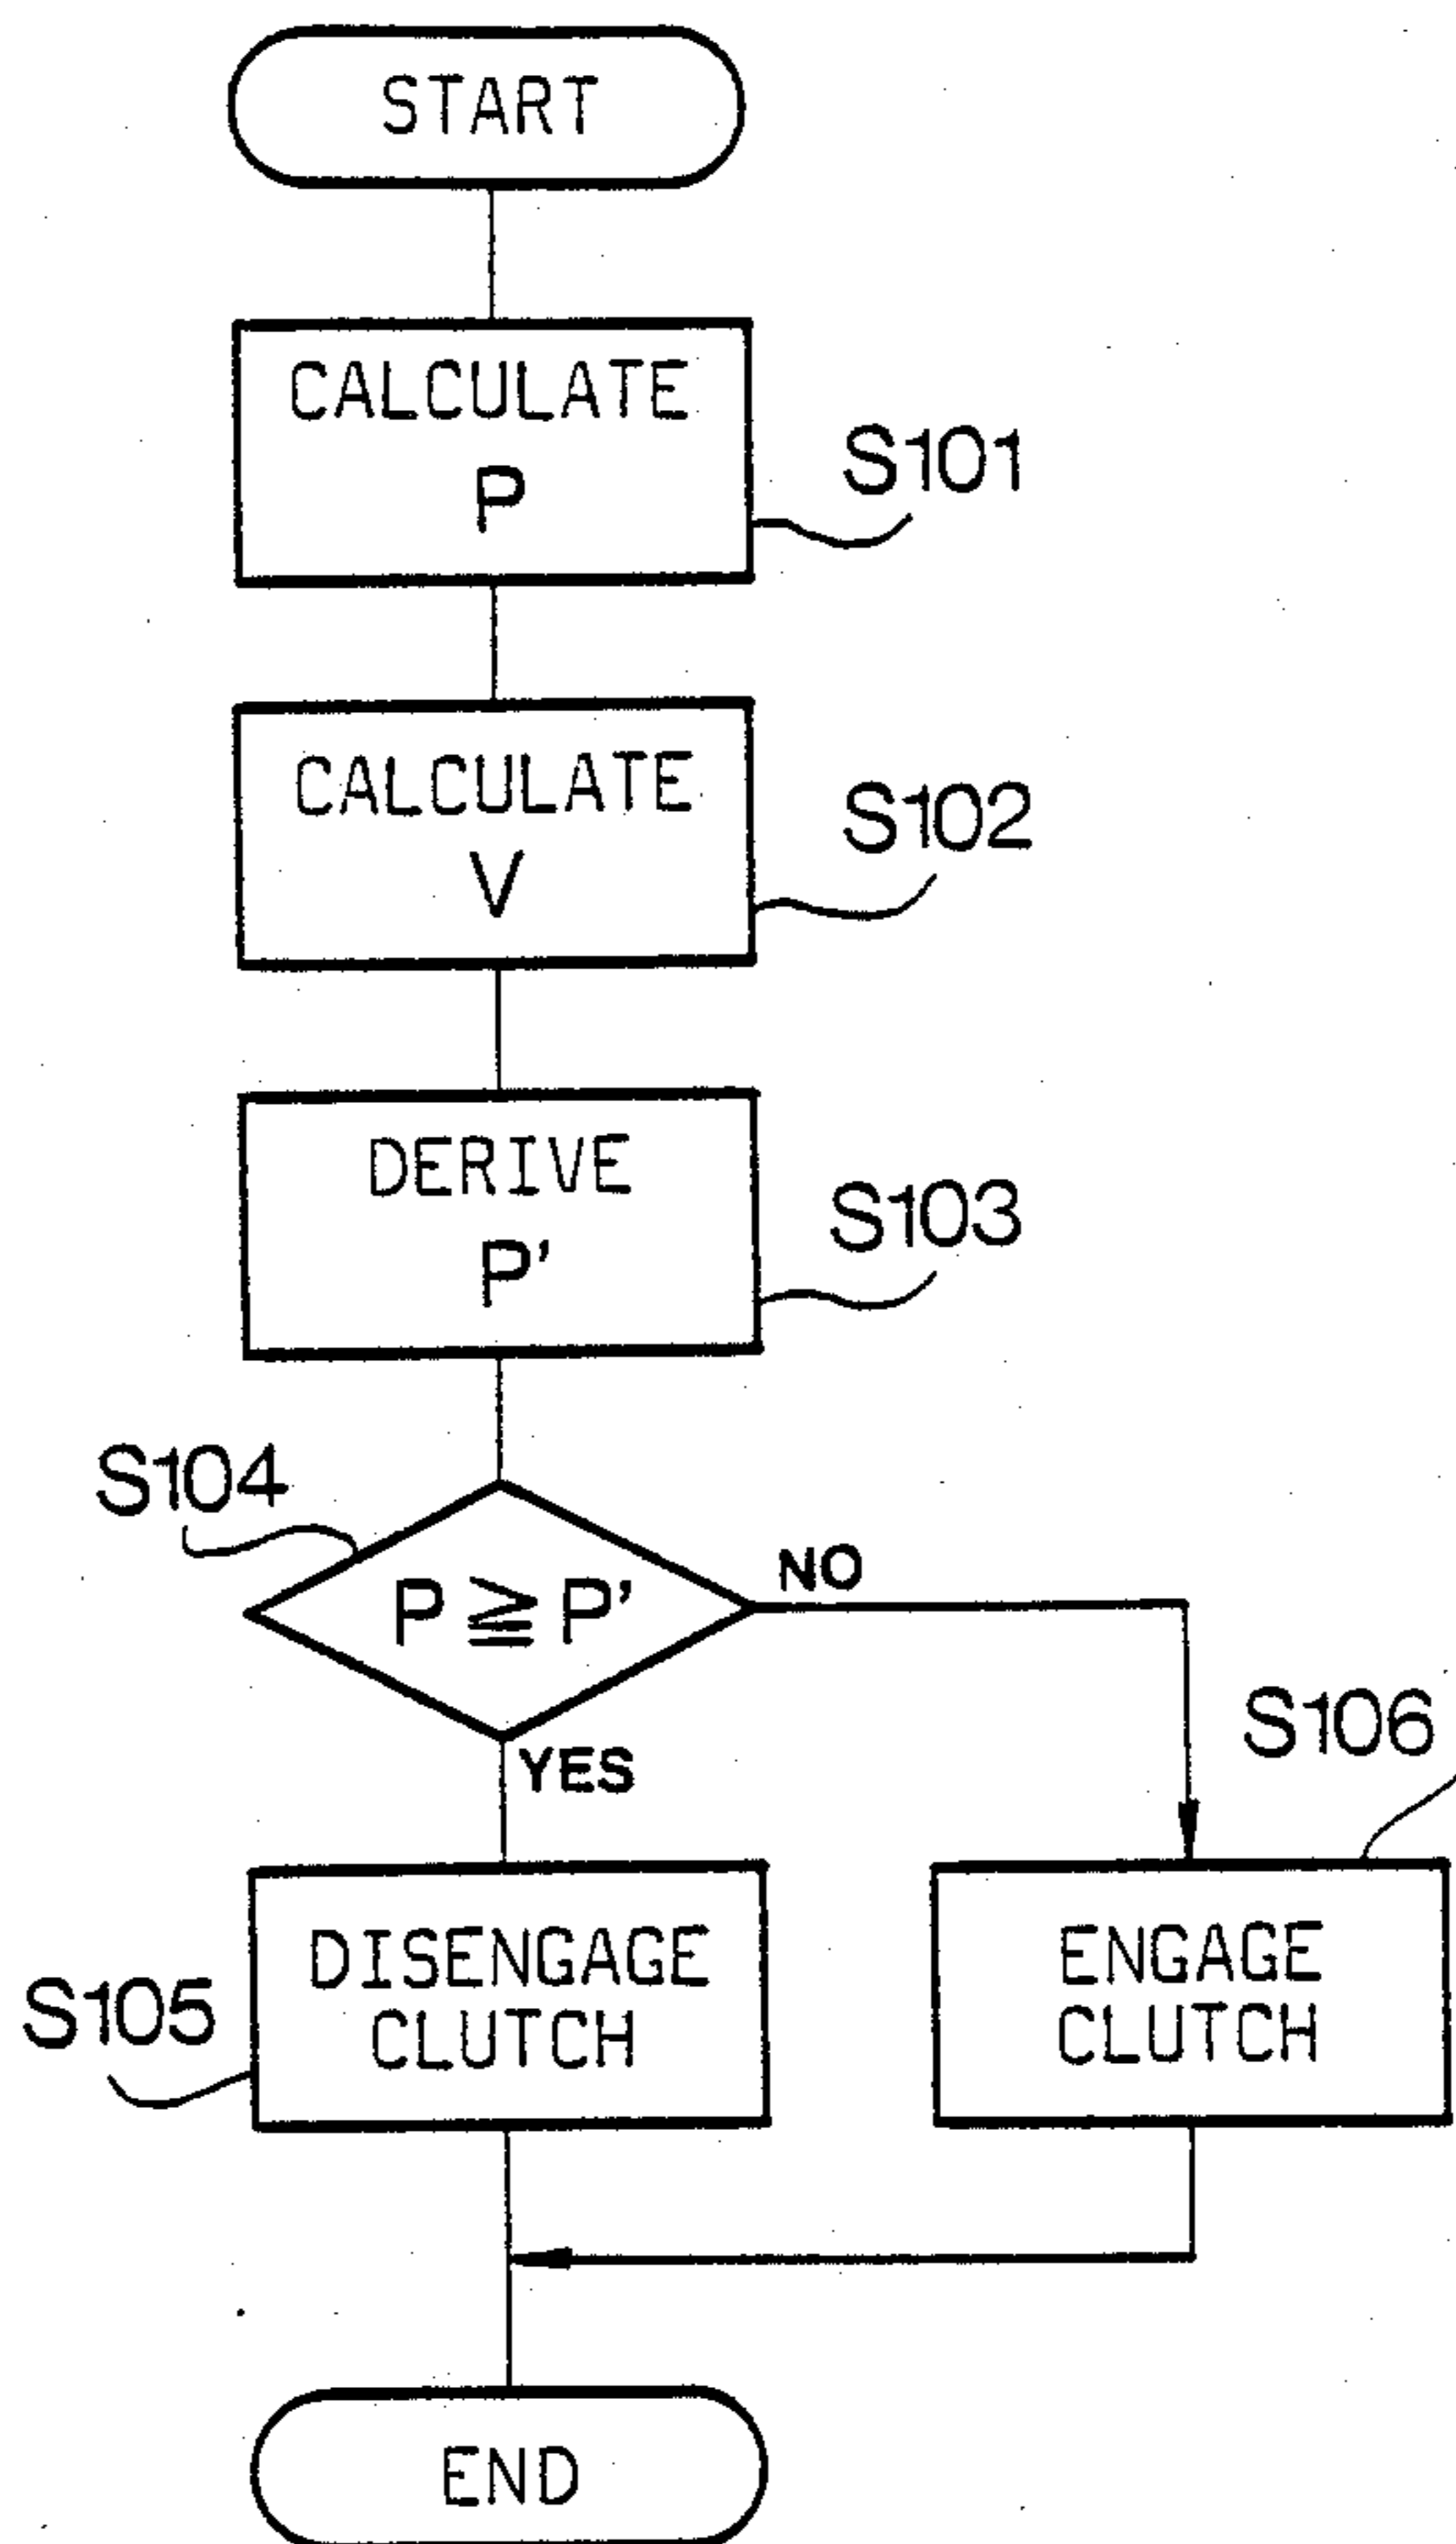 START
CALCULATE
P
S101
CALCULATE
V
S102
DERIVE
P'
S103
S104
P ≧ P'
NO
YES
S106
DISENGAGE
CLUTCH
S105
ENGAGE
CLUTCH
END